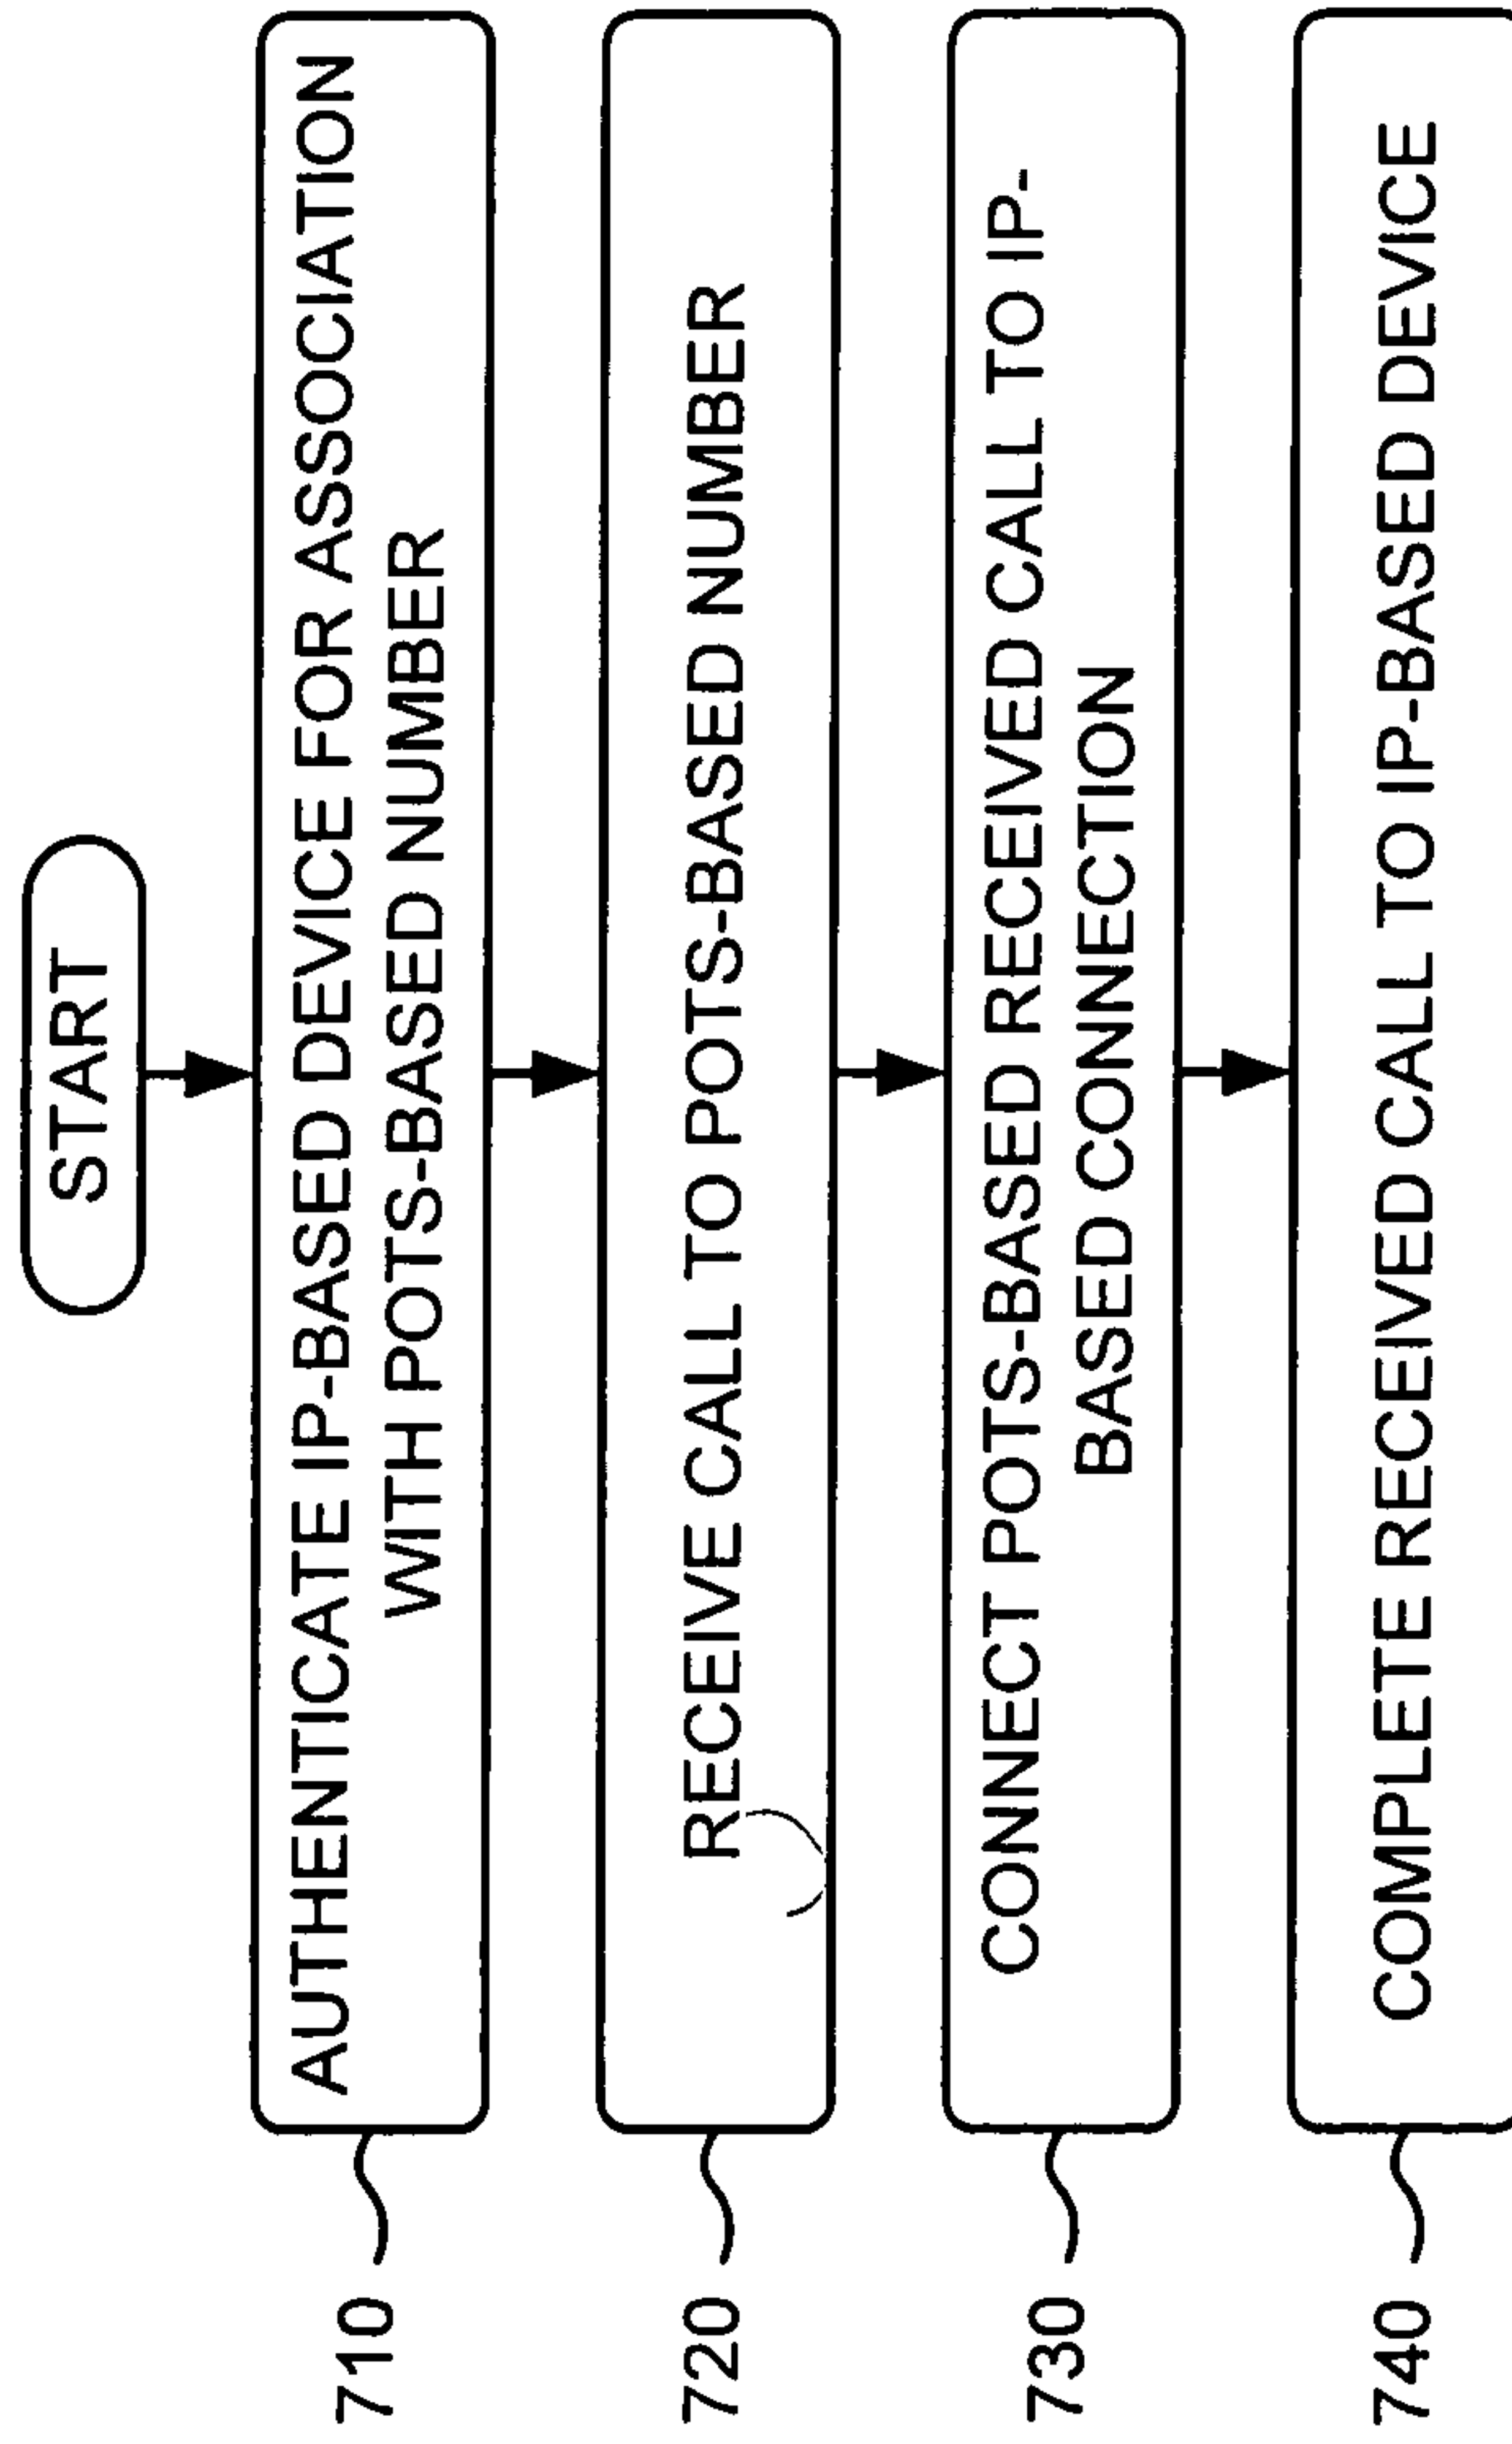 START
AUTHENTICATE IP-BASED DEVICE FOR ASSOCIATION
WITH POTS-BASED NUMBER
710
RECEIVE CALL TO POTS-BASED NUMBER
720
CONNECT POTS-BASED RECEIVED CALL TO IP-
BASED CONNECTION
730
COMPLETE RECEIVED CALL TO IP-BASED DEVICE
740